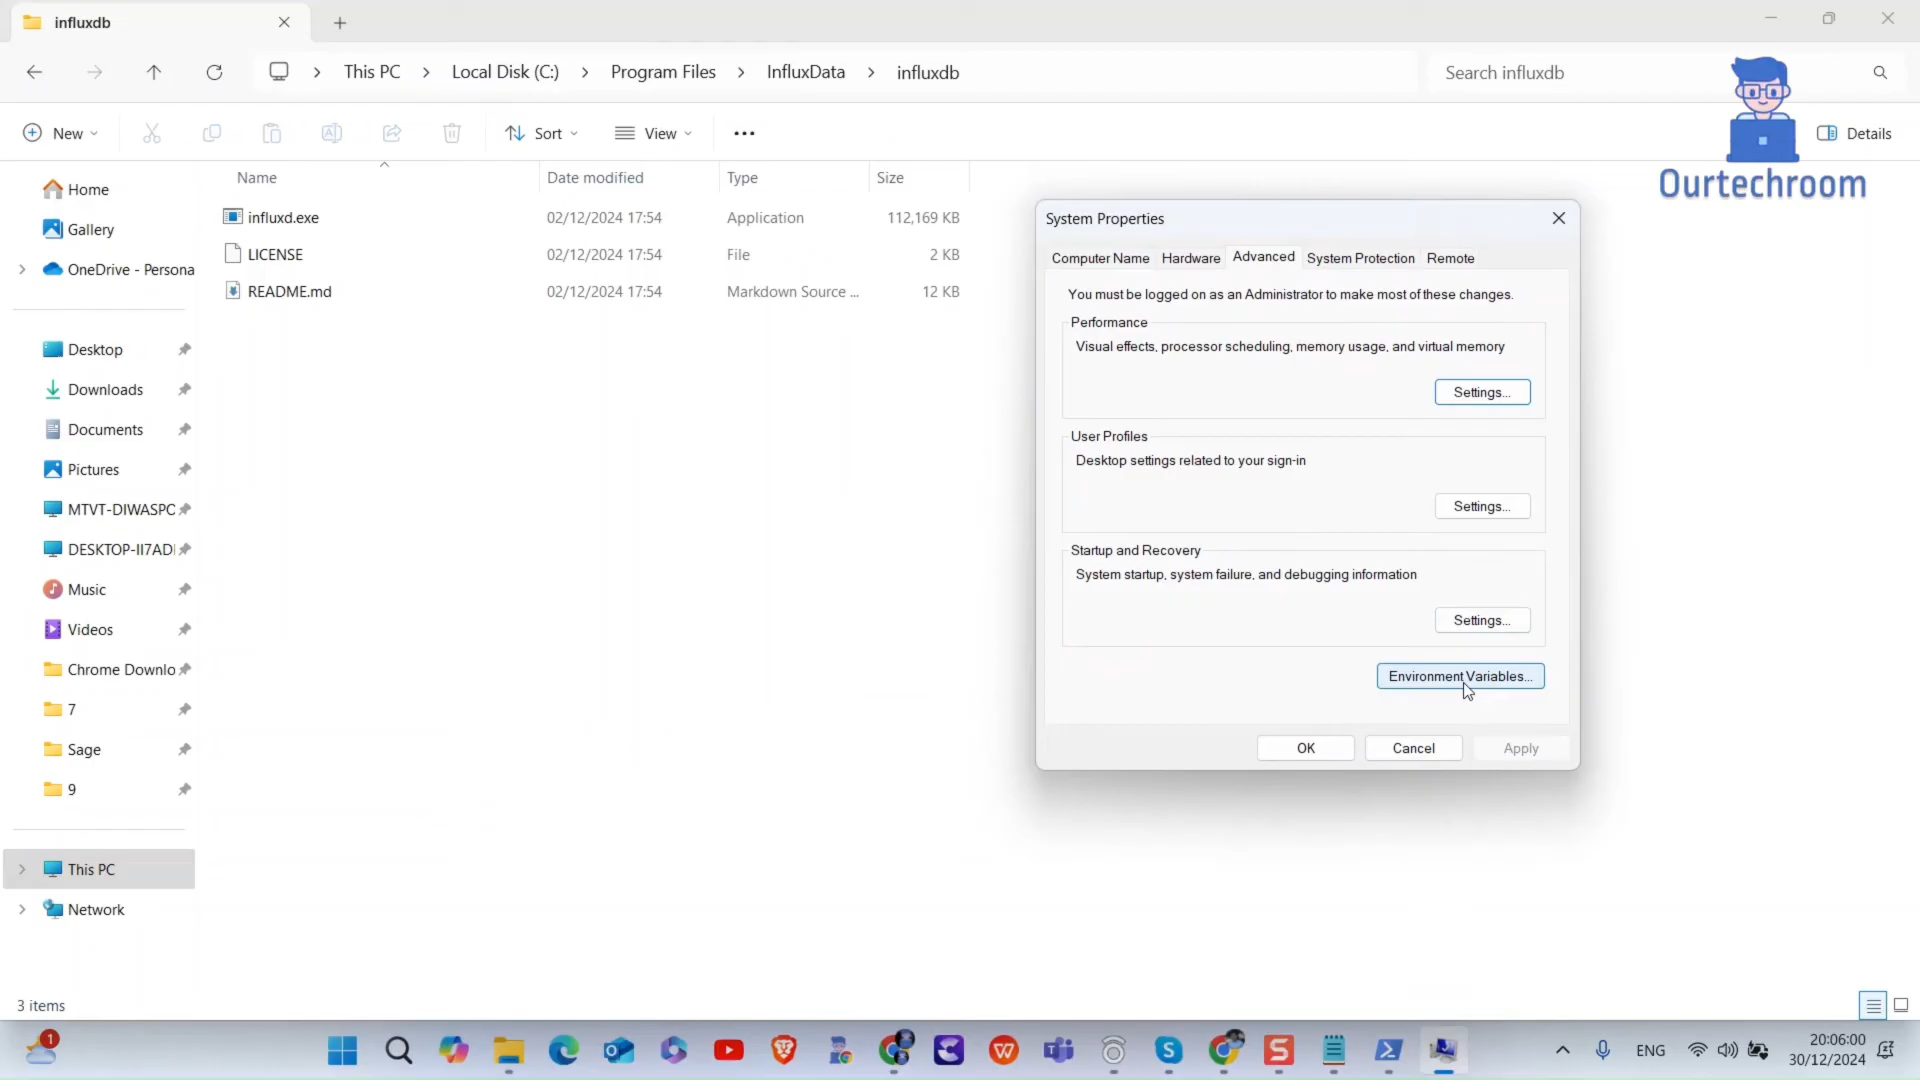 influxdb
This PC
Local Disk (C:)
Program Files
InfluxData
influxdb
Search influxdb
New
Sort
View
Details
Ourtechroom
Home
Gallery
OneDrive - Persona
Desktop
Downloads
Documents
Pictures
MTVT-DIWASPC
DESKTOP-II7ADI
Music
Videos
Chrome Downlo
7
Sage
9
This PC
Network
Name Date modified Type Size
influxd.exe 02/12/2024 17:54 Application 112,169 KB
LICENSE 02/12/2024 17:54 File 2 KB
README.md 02/12/2024 17:54 Markdown Source ... 12 KB
System Properties
Computer Name Hardware Advanced System Protection Remote
You must be logged on as an Administrator to make most of these changes.
Performance
Visual effects, processor scheduling, memory usage, and virtual memory
Settings...
User Profiles
Desktop settings related to your sign-in
Settings...
Startup and Recovery
System startup, system failure, and debugging information
Settings...
Environment Variables...
OK Cancel Apply
3 items
1
ENG
20:06:00
30/12/2024